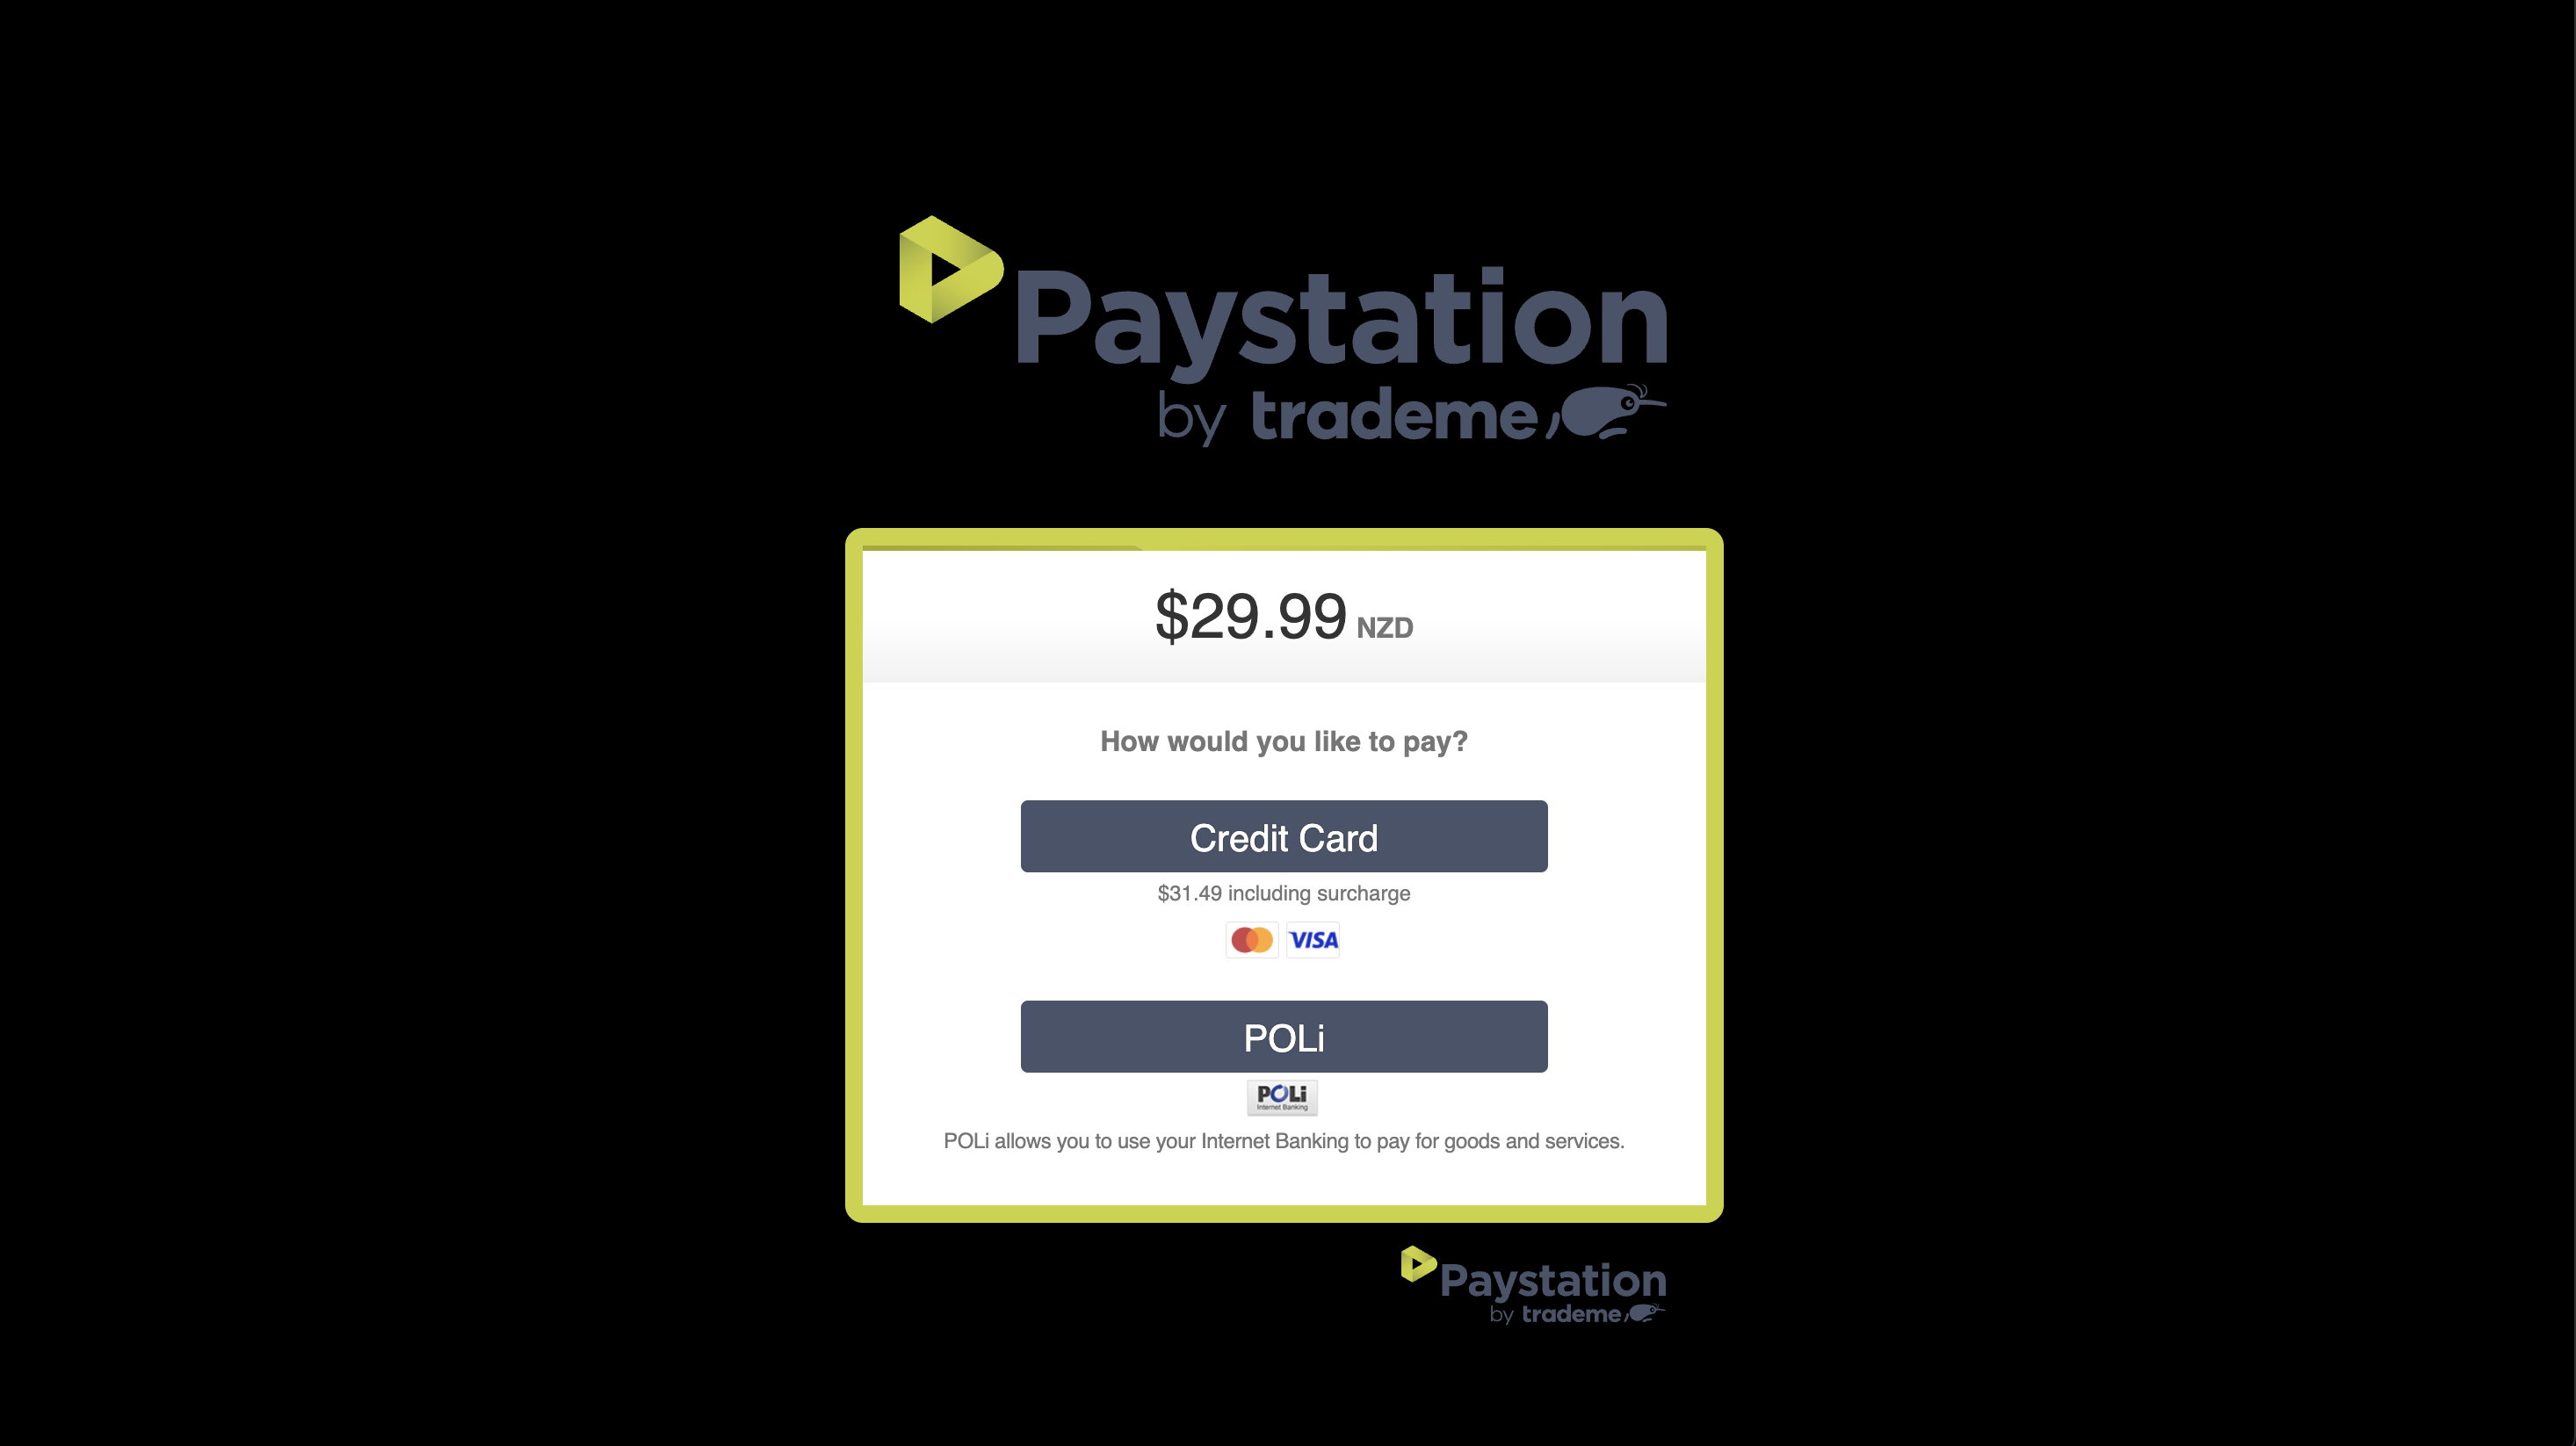 Paystation
by trademe
$29.99 NZD
How would you like to pay?
Credit Card
$31.49 including surcharge
VISA
POLi
POLi
Internet Banking
POLi allows you to use your Internet Banking to pay for goods and services.
Paystation
by trademe